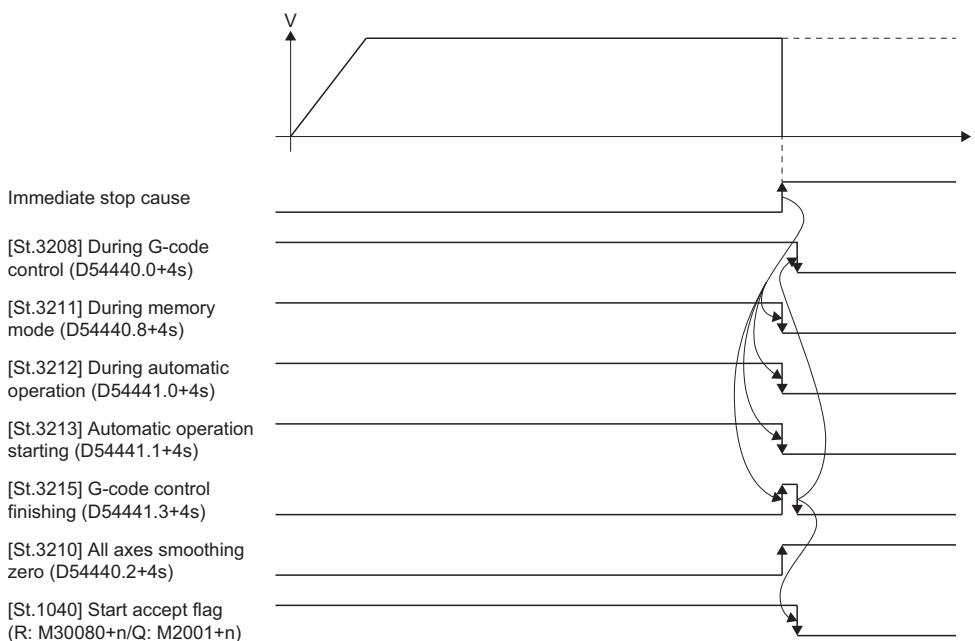 V
Immediate stop cause
[St.3208] During G-code
control (D54440.0+4s)
[St.3211] During memory
mode (D54440.8+4s)
[St.3212] During automatic
operation (D54441.0+4s)
[St.3213] Automatic operation
starting (D54441.1+4s)
[St.3215] G-code control
finishing (D54441.3+4s)
[St.3210] All axes smoothing
zero (D54440.2+4s)
[St.1040] Start accept flag
(R: M30080+n/Q: M2001+n)